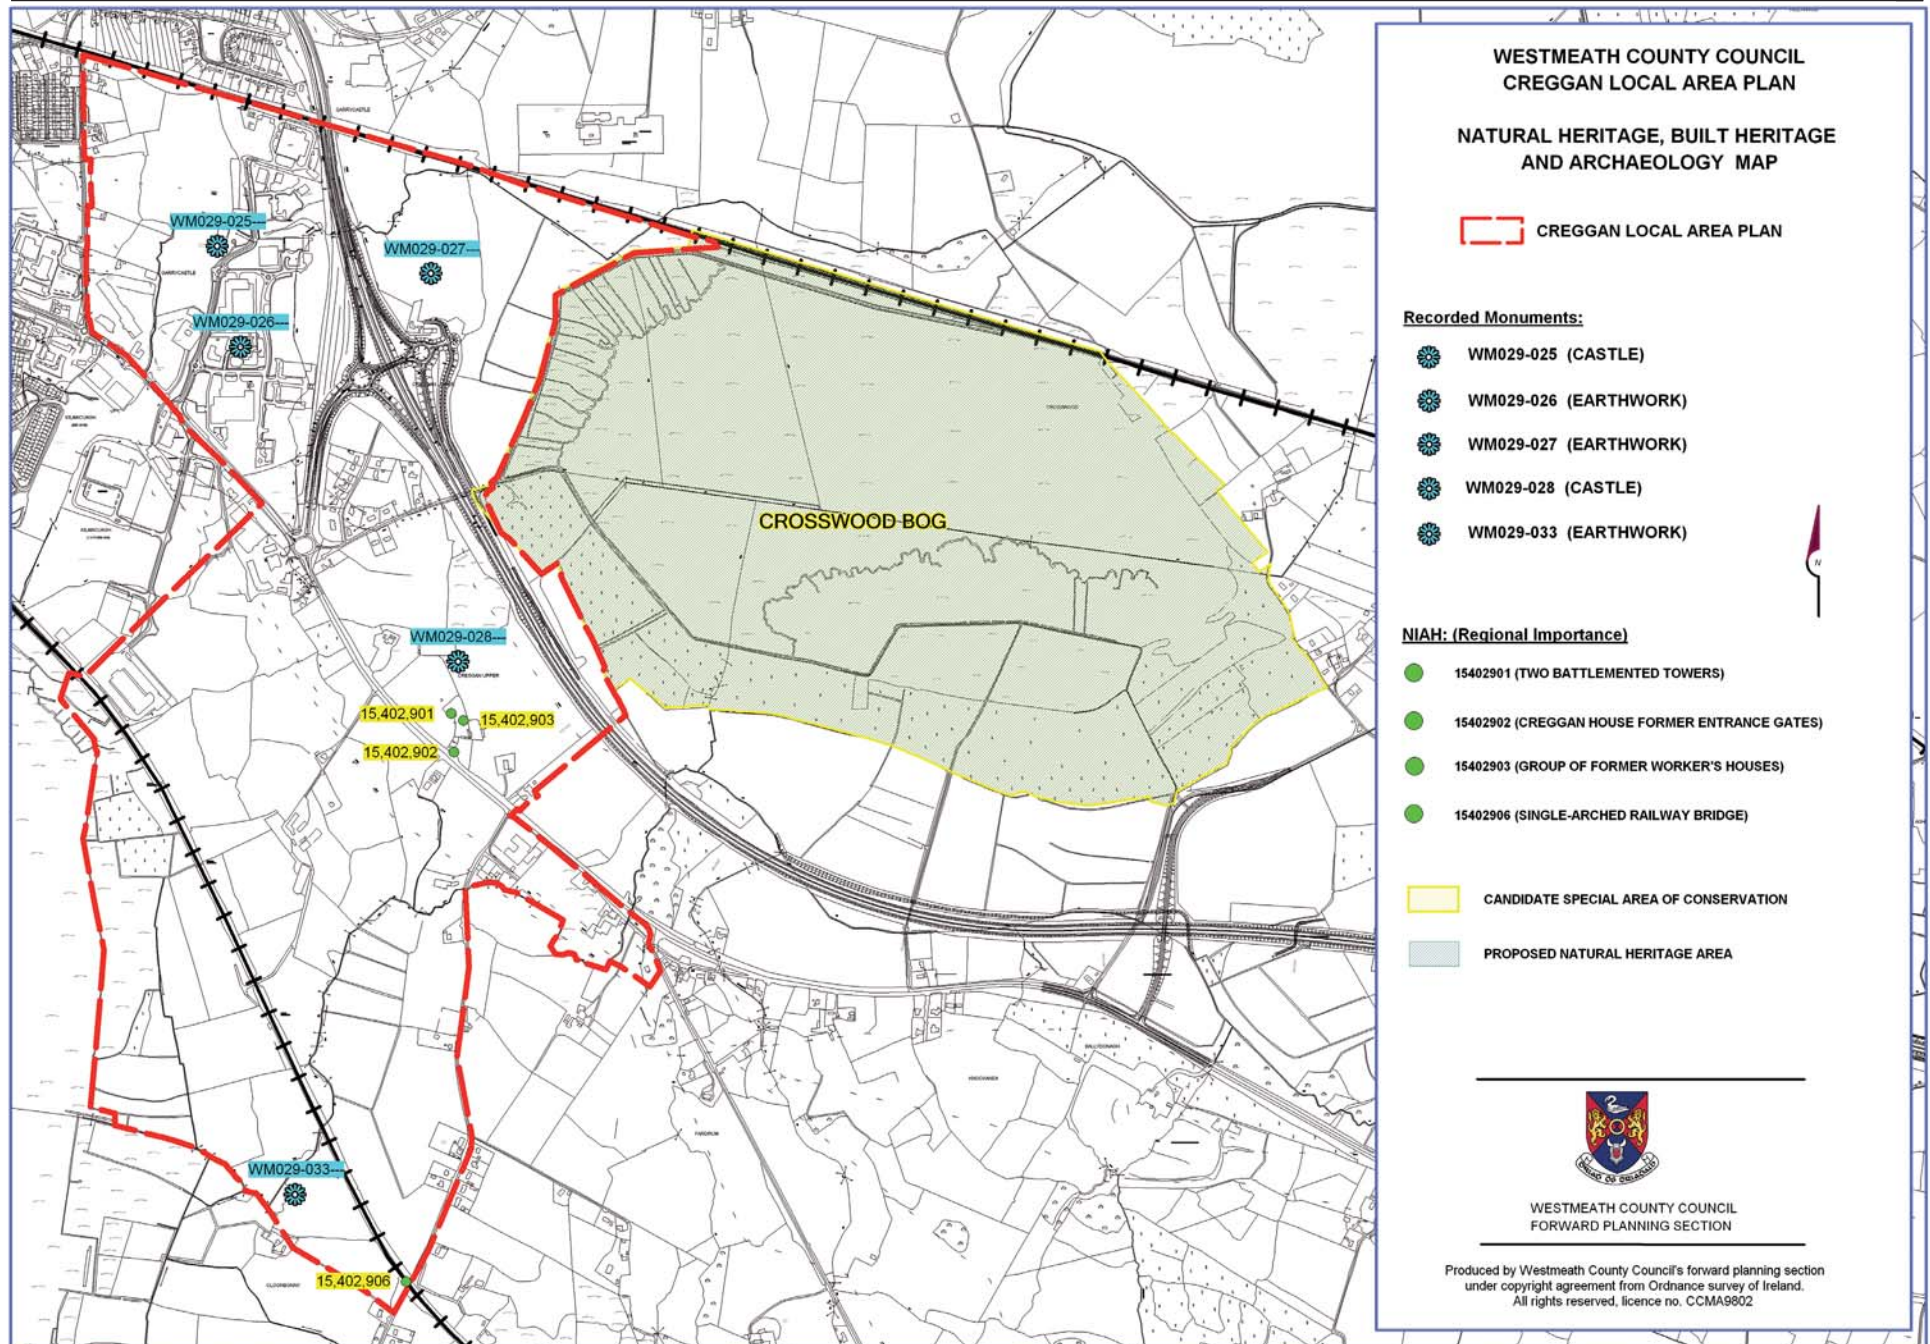 GARRYCASTLE
WM029-025---
WM029-027---
GARRYCASTLE
WM029-026---
CROSSWOOD
CROSSWOOD BOG
WM029-028---
CREGGAN UPPER
15,402,901
15,402,903
15,402,902
FARDRUM
WM029-033---
15,402,906
WESTMEATH COUNTY COUNCIL
CREGGAN LOCAL AREA PLAN
NATURAL HERITAGE, BUILT HERITAGE
AND ARCHAEOLOGY MAP
CREGGAN LOCAL AREA PLAN
Recorded Monuments:
WM029-025 (CASTLE)
WM029-026 (EARTHWORK)
WM029-027 (EARTHWORK)
WM029-028 (CASTLE)
WM029-033 (EARTHWORK)
N
NIAH: (Regional Importance)
15402901 (TWO BATTLEMENTED TOWERS)
15402902 (CREGGAN HOUSE FORMER ENTRANCE GATES)
15402903 (GROUP OF FORMER WORKER'S HOUSES)
15402906 (SINGLE-ARCHED RAILWAY BRIDGE)
CANDIDATE SPECIAL AREA OF CONSERVATION
PROPOSED NATURAL HERITAGE AREA
WESTMEATH COUNTY COUNCIL
FORWARD PLANNING SECTION
Produced by Westmeath County Council's forward planning section
under copyright agreement from Ordnance survey of Ireland.
All rights reserved, licence no. CCMA9802